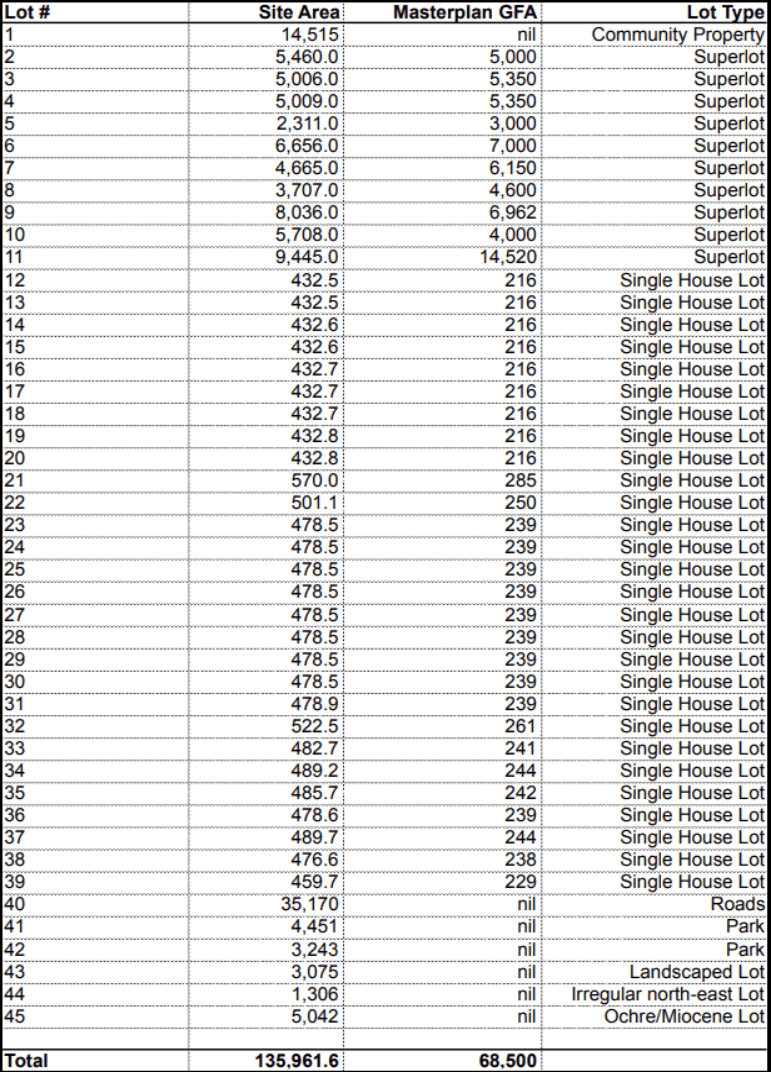 Lot # Site Area Masterplan GFA Lot Type
1 14,515 nil Community Property
2 5,460.0 5,000 Superlot
3 5,006.0 5,350 Superlot
4 5,009.0 5,350 Superlot
5 2,311.0 3,000 Superlot
6 6,656.0 7,000 Superlot
7 4,665.0 6,150 Superlot
8 3,707.0 4,600 Superlot
9 8,036.0 6,962 Superlot
10 5,708.0 4,000 Superlot
11 9,445.0 14,520 Superlot
12 432.5 216 Single House Lot
13 432.5 216 Single House Lot
14 432.6 216 Single House Lot
15 432.6 216 Single House Lot
16 432.7 216 Single House Lot
17 432.7 216 Single House Lot
18 432.7 216 Single House Lot
19 432.8 216 Single House Lot
20 432.8 216 Single House Lot
21 570.0 285 Single House Lot
22 501.1 250 Single House Lot
23 478.5 239 Single House Lot
24 478.5 239 Single House Lot
25 478.5 239 Single House Lot
26 478.5 239 Single House Lot
27 478.5 239 Single House Lot
28 478.5 239 Single House Lot
29 478.5 239 Single House Lot
30 478.5 239 Single House Lot
31 478.9 239 Single House Lot
32 522.5 261 Single House Lot
33 482.7 241 Single House Lot
34 489.2 244 Single House Lot
35 485.7 242 Single House Lot
36 478.6 239 Single House Lot
37 489.7 244 Single House Lot
38 476.6 238 Single House Lot
39 459.7 229 Single House Lot
40 35,170 nil Roads
41 4,451 nil Park
42 3,243 nil Park
43 3,075 nil Landscaped Lot
44 1,306 nil Irregular north-east Lot
45 5,042 nil Ochre/Miocene Lot
Total 135,961.6 68,500